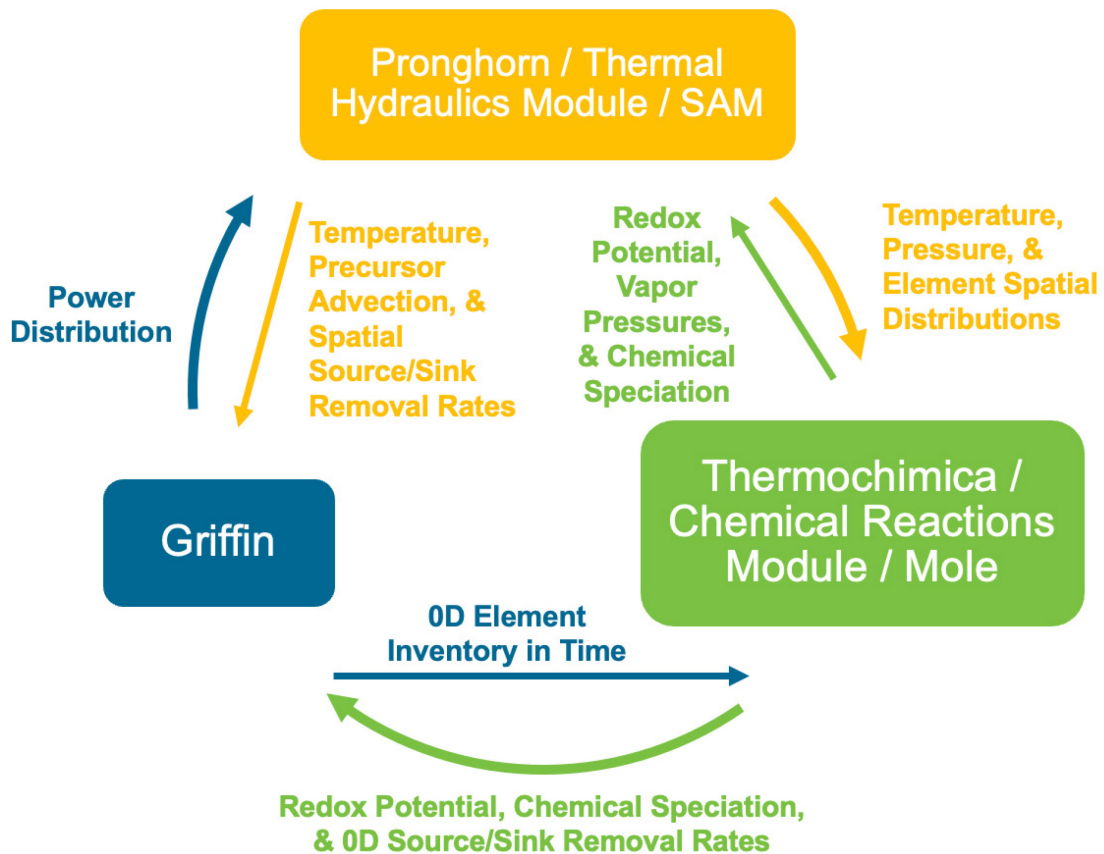 Pronghorn / Thermal
Hydraulics Module / SAM
Power
Distribution
Temperature,
Precursor
Advection, &
Spatial
Source/Sink
Removal Rates
Redox
Potential,
Vapor
Pressures,
& Chemical
Speciation
Temperature,
Pressure, &
Element Spatial
Distributions
Griffin
Thermochimica /
Chemical Reactions
Module / Mole
0D Element
Inventory in Time
Redox Potential, Chemical Speciation,
& 0D Source/Sink Removal Rates